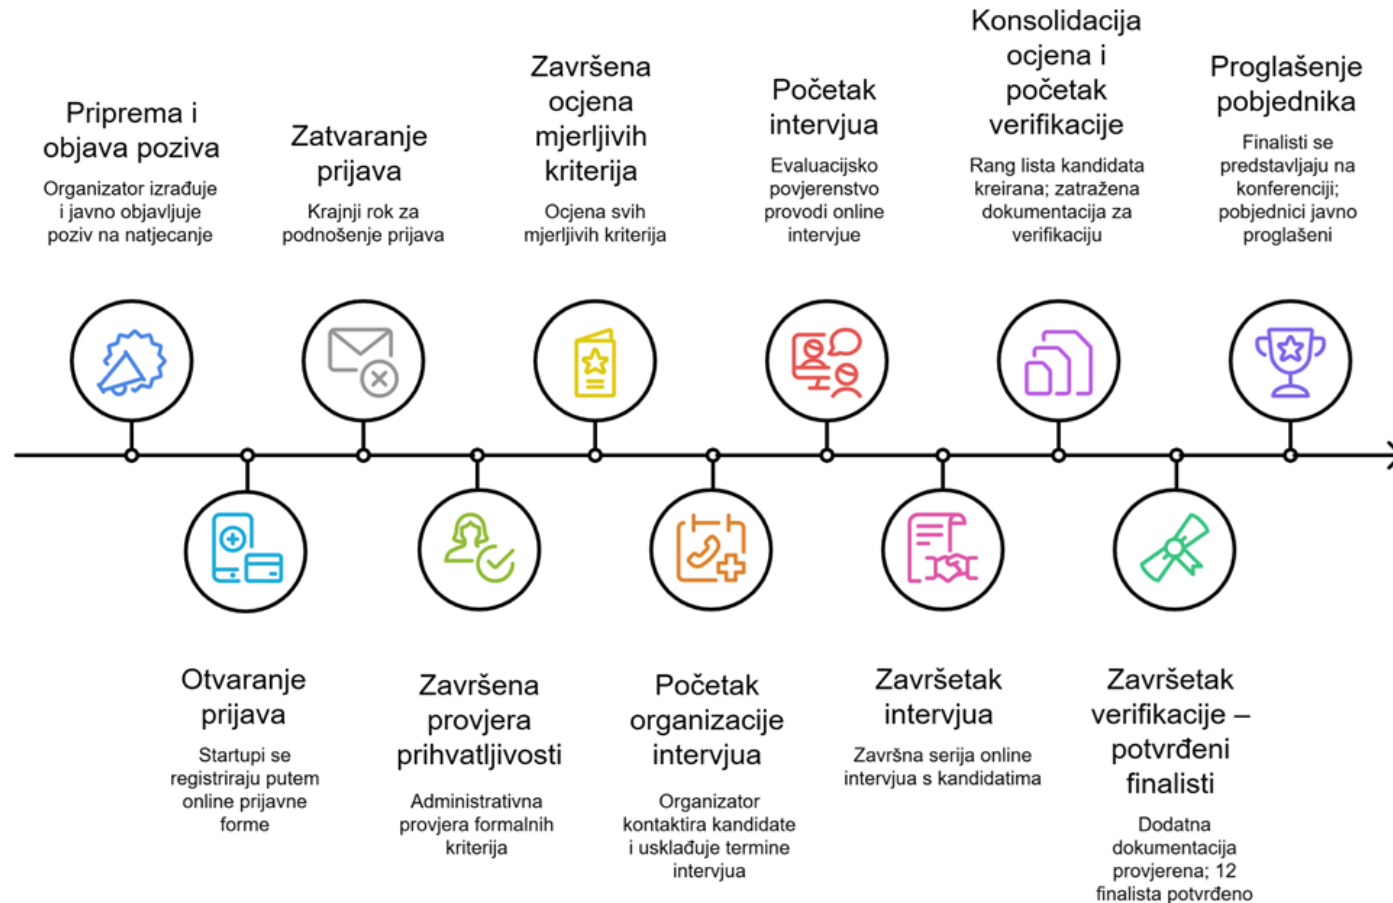 Priprema i
objava poziva
Organizator izrađuje
i javno objavljuje
poziv na natjecanje
Otvaranje
prijava
Startupi se
registriraju putem
online prijavne
forme
Zatvaranje
prijava
Krajnji rok za
podnošenje prijava
Završena
provjera
prihvatljivosti
Administrativna
provjera formalnih
kriterija
Završena
ocjena
mjerljivih
kriterija
Ocjena svih
mjerljivih kriterija
Početak
organizacije
intervjua
Organizator
kontaktira kandidate
i usklađuje termine
intervjua
Početak
intervjua
Evaluacijsko
povjerenstvo
provodi online
intervjue
Završetak
intervjua
Završna serija online
intervjua s kandidatima
Konsolidacija
ocjena i
početak
verifikacije
Rang lista kandidata
kreirana; zatražena
dokumentacija za
verifikaciju
Završetak
verifikacije –
potvrđeni
finalisti
Dodatna
dokumentacija
provjerena; 12
finalista potvrđeno
Proglašenje
pobjednika
Finalisti se
predstavljaju na
konferenciji;
pobjednici javno
proglašeni